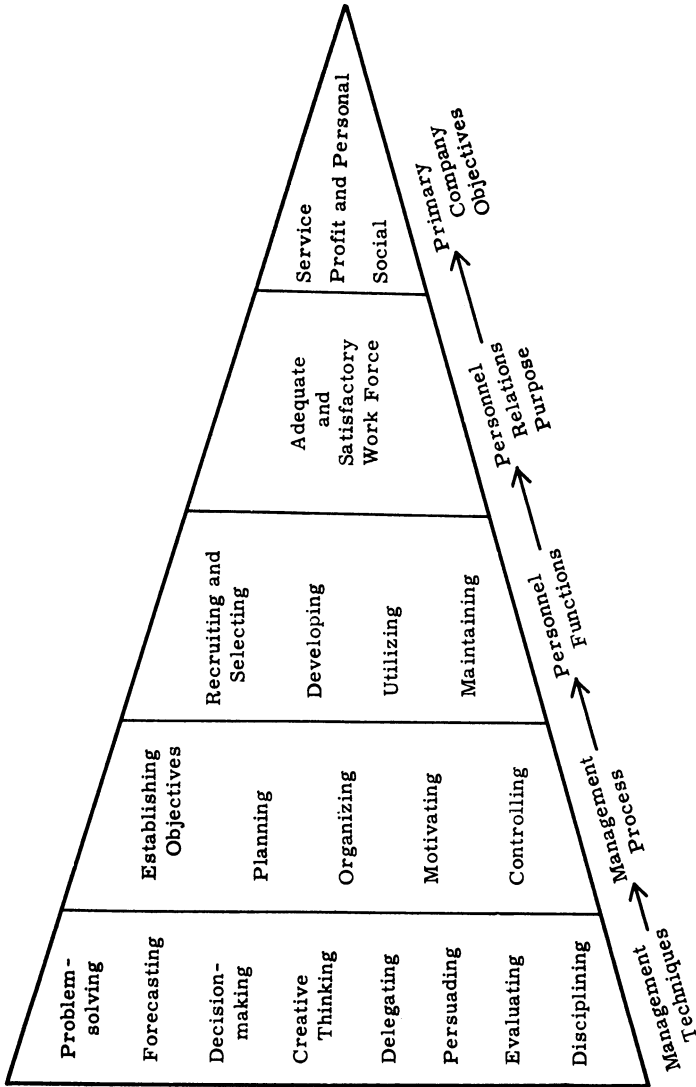 Problem-
solving
Forecasting
Decision-
making
Creative
Thinking
Delegating
Persuading
Evaluating
Disciplining
Establishing
Objectives
Planning
Organizing
Motivating
Controlling
Recruiting and
Selecting
Developing
Utilizing
Maintaining
Adequate
and
Satisfactory
Work Force
Service
Profit and Personal
Social
Management
Techniques
Management
Process
Personnel
Functions
Personnel
Relations
Purpose
Primary
Company
Objectives